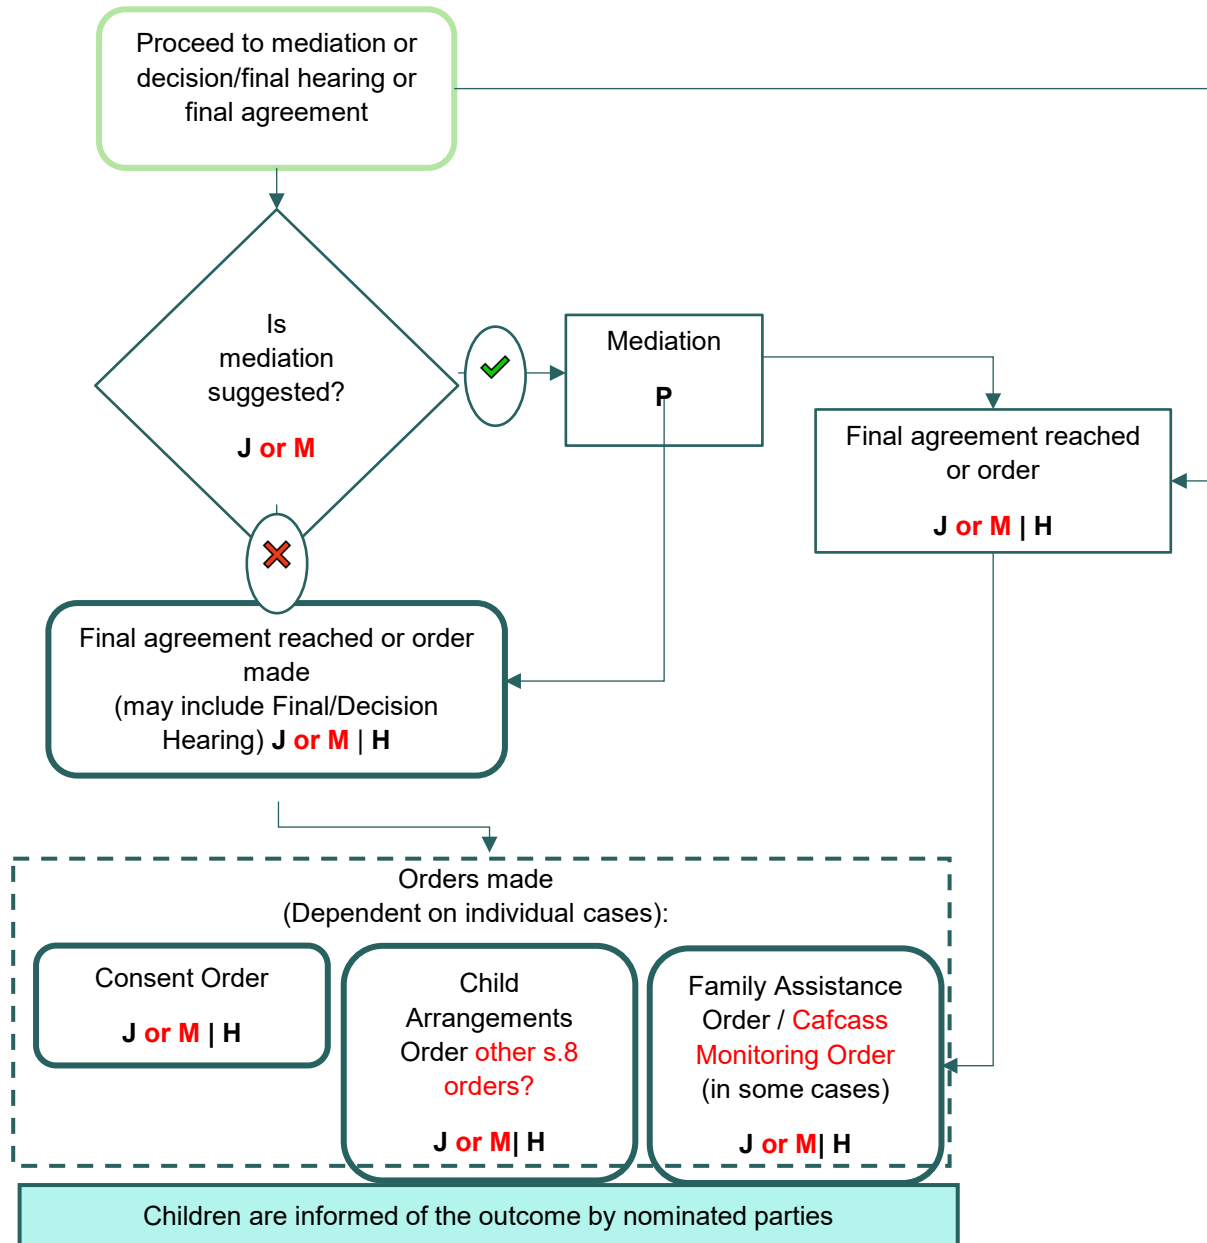 Proceed to mediation or
decision/final hearing or
final agreement
Is
mediation
suggested?
J or M
Mediation
P
Final agreement reached
or order
J or M | H
Final agreement reached or order
made
(may include Final/Decision
Hearing) J or M | H
Orders made
(Dependent on individual cases):
Consent Order
J or M | H
Child
Arrangements
Order other s.8
orders?
J or M| H
Family Assistance
Order / Cafcass
Monitoring Order
(in some cases)
J or M| H
Children are informed of the outcome by nominated parties